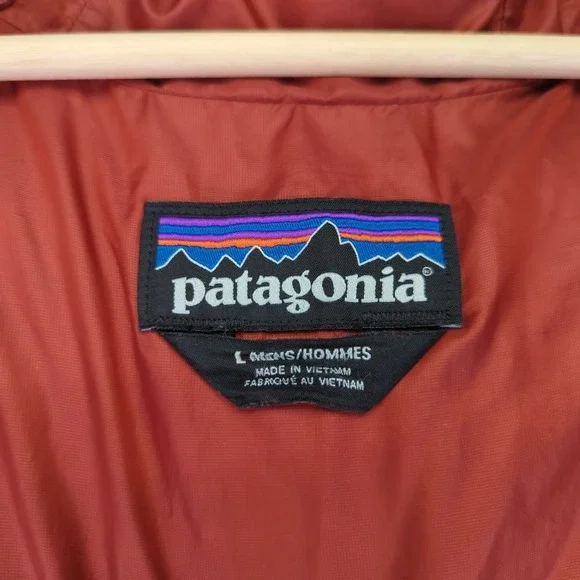 patagonia®
L MENS/HOMMES
MADE IN VIETNAM
FABRIQUÉ AU VIETNAM